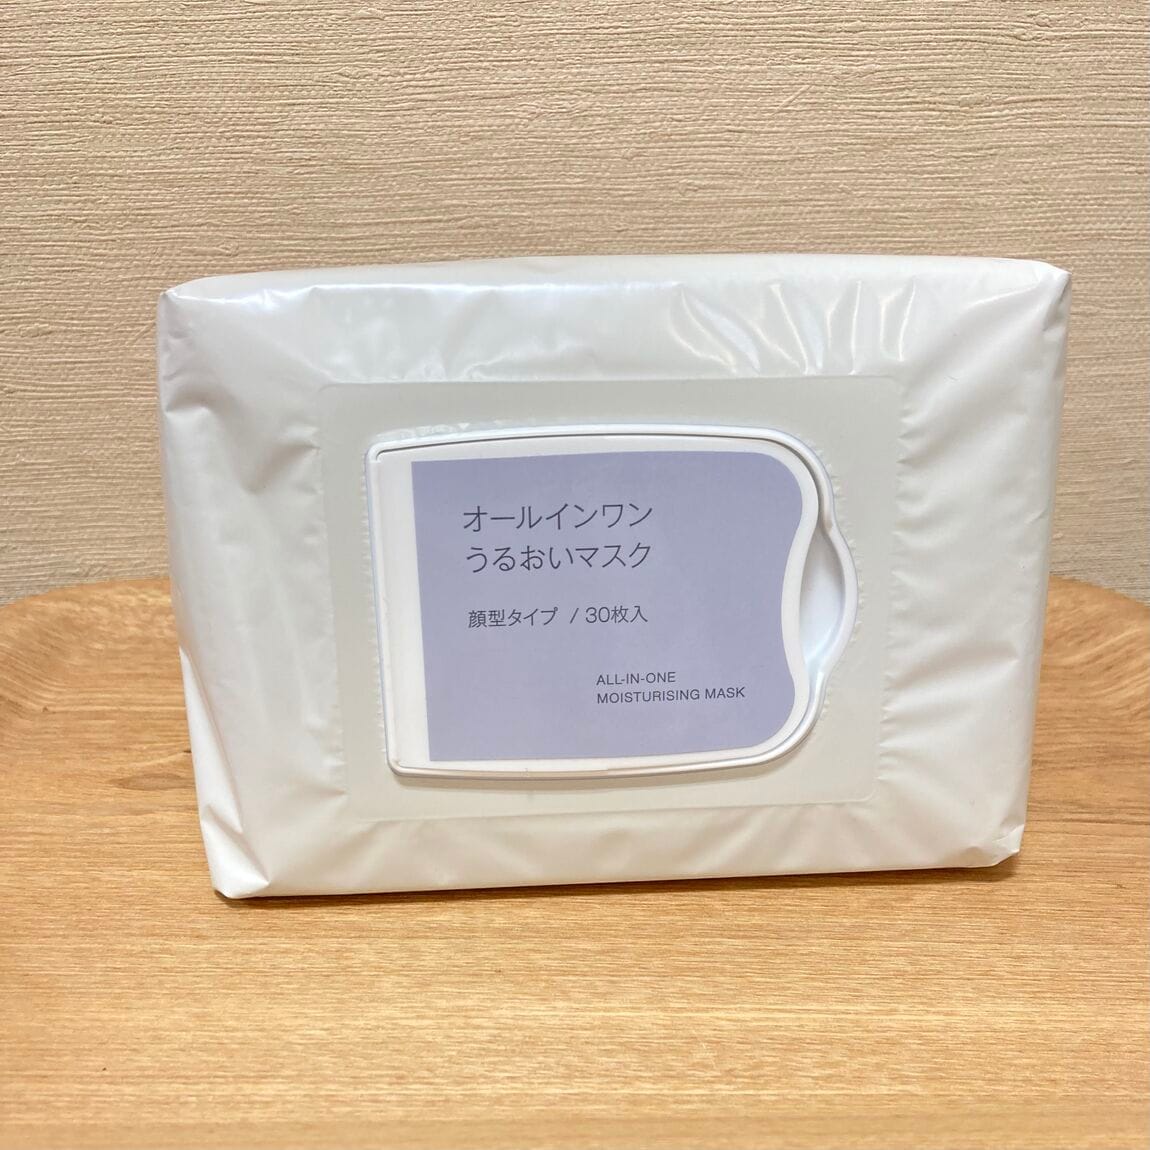 オールインワン
うるおいマスク
顔型タイプ / 30枚入
ALL-IN-ONE
MOISTURISING MASK